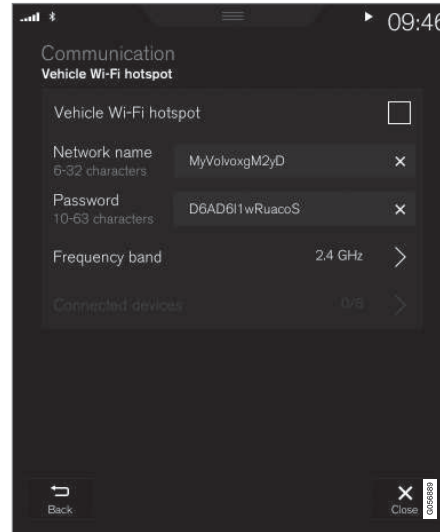 09:46
Communication
Vehicle Wi-Fi hotspot
Vehicle Wi-Fi hotspot
Network name
6-32 characters
MyVolvoxgM2yD
Password
10-63 characters
D6AD6I1wRuacoS
Frequency band
2.4 GHz
Connected devices
0/8
Back
Close
G056889